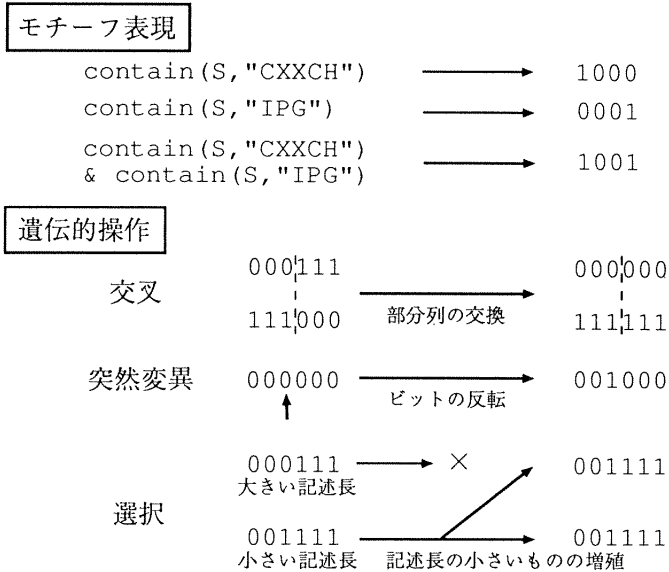 モチーフ表現
contain(S,"CXXCH") 1000
contain(S,"IPG") 0001
contain(S,"CXXCH")
& contain(S,"IPG") 1001
遺伝的操作
000111 000000
交叉
部分列の交換
111000 111111
突然変異 000000 001000
ビットの反転
000111 × 001111
大きい記述長
選択
001111 001111
小さい記述長 記述長の小さいものの増殖